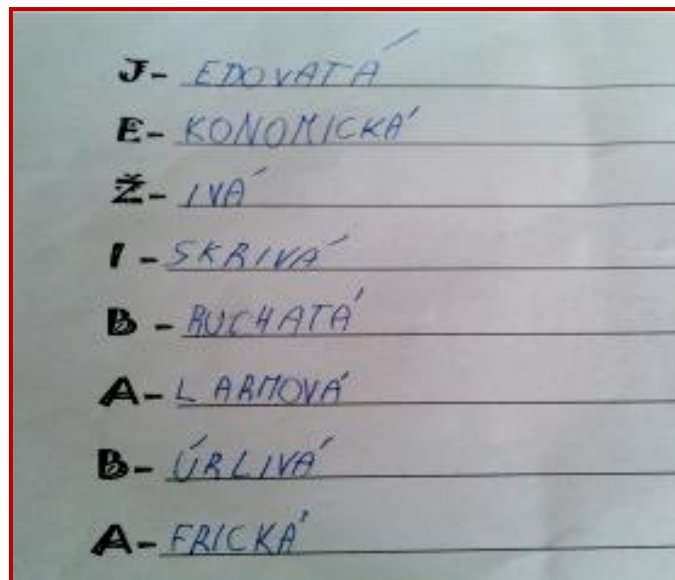 J- EDOVATÁ
E- KONOMICKÁ
Ž- IVÁ
I - SKRIVÁ
B - RUCHATÁ
A- LARMOVÁ
B- ÚRLIVÁ
A- FRICKÁ